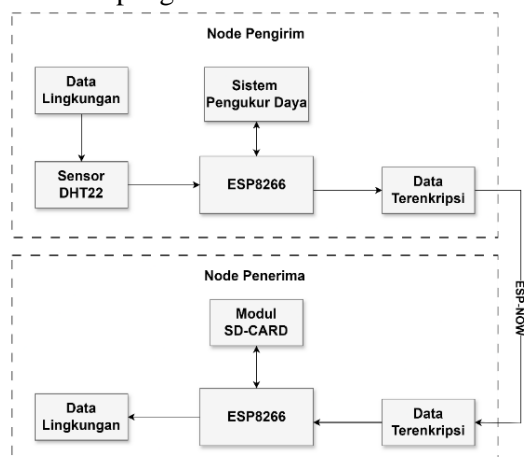 Node Pengirim
Data
Lingkungan
Sistem
Pengukur Daya
Sensor
DHT22
ESP8266
Data
Terenkripsi
ESP-NOW
Node Penerima
Modul
SD-CARD
Data
Lingkungan
ESP8266
Data
Terenkripsi